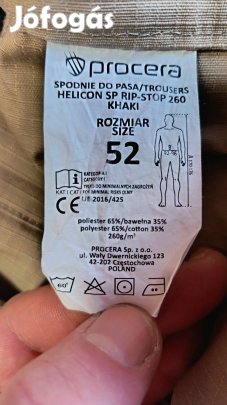 Jófogás
procera
SPODNIE DO PASA/TROUSERS
HELICON SP RIP-STOP 260
KHAKI
ROZMIAR
SIZE
52
KATEGORIA I
CATEGORY I
TYLKO DO MINIMALNYCH ZAGROŻEŃ
KAT I CAT I FOR MINIMAL RISKS ONLY
UE 2016/425
CE
poliester 65%/bawełna 35%
polyester 65%/cotton 35%
260g/m²
PROCERA Sp. z o.o.
ul. Wały Dwernickiego 123
42-202 Częstochowa
POLAND
60°